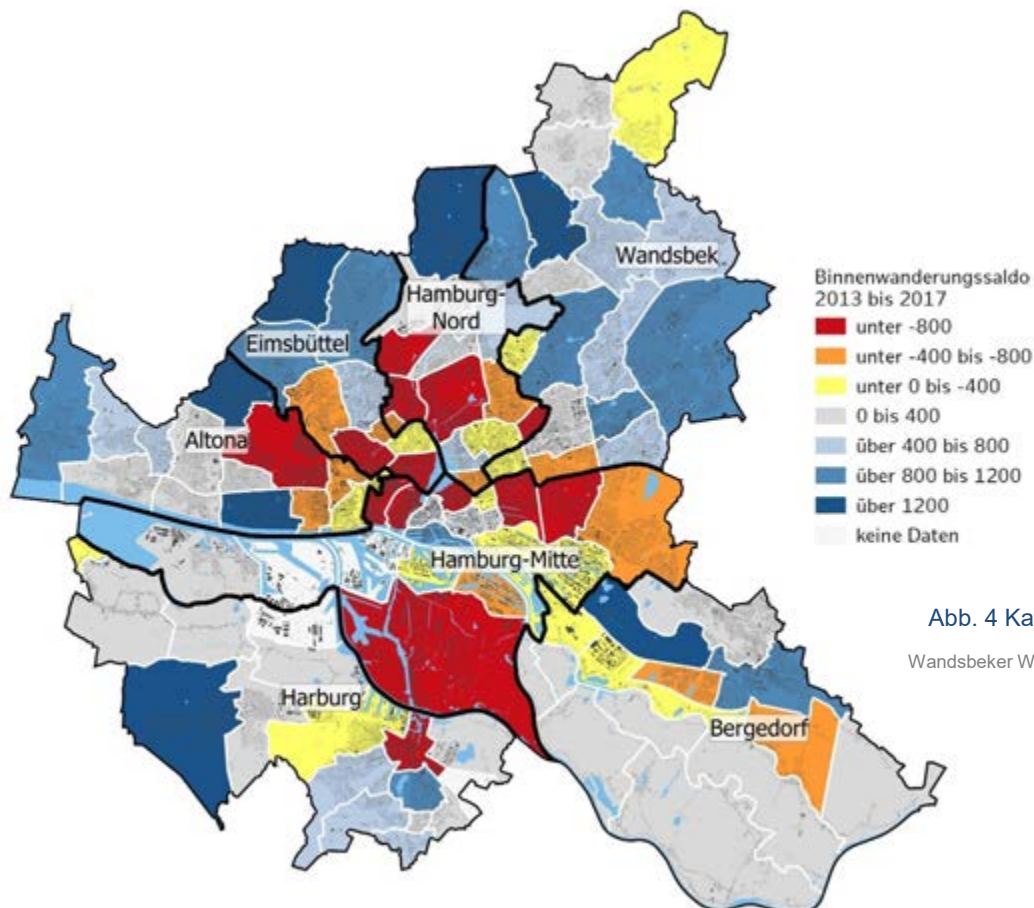 Wandsbek
Hamburg-
Nord
Eimsbüttel
Altona
Hamburg-Mitte
Harburg
Bergedorf
Binnenwanderungssaldo
2013 bis 2017
unter -800
unter -400 bis -800
unter 0 bis -400
0 bis 400
über 400 bis 800
über 800 bis 1200
über 1200
keine Daten
Abb. 4 Ka
Wandsbeker W